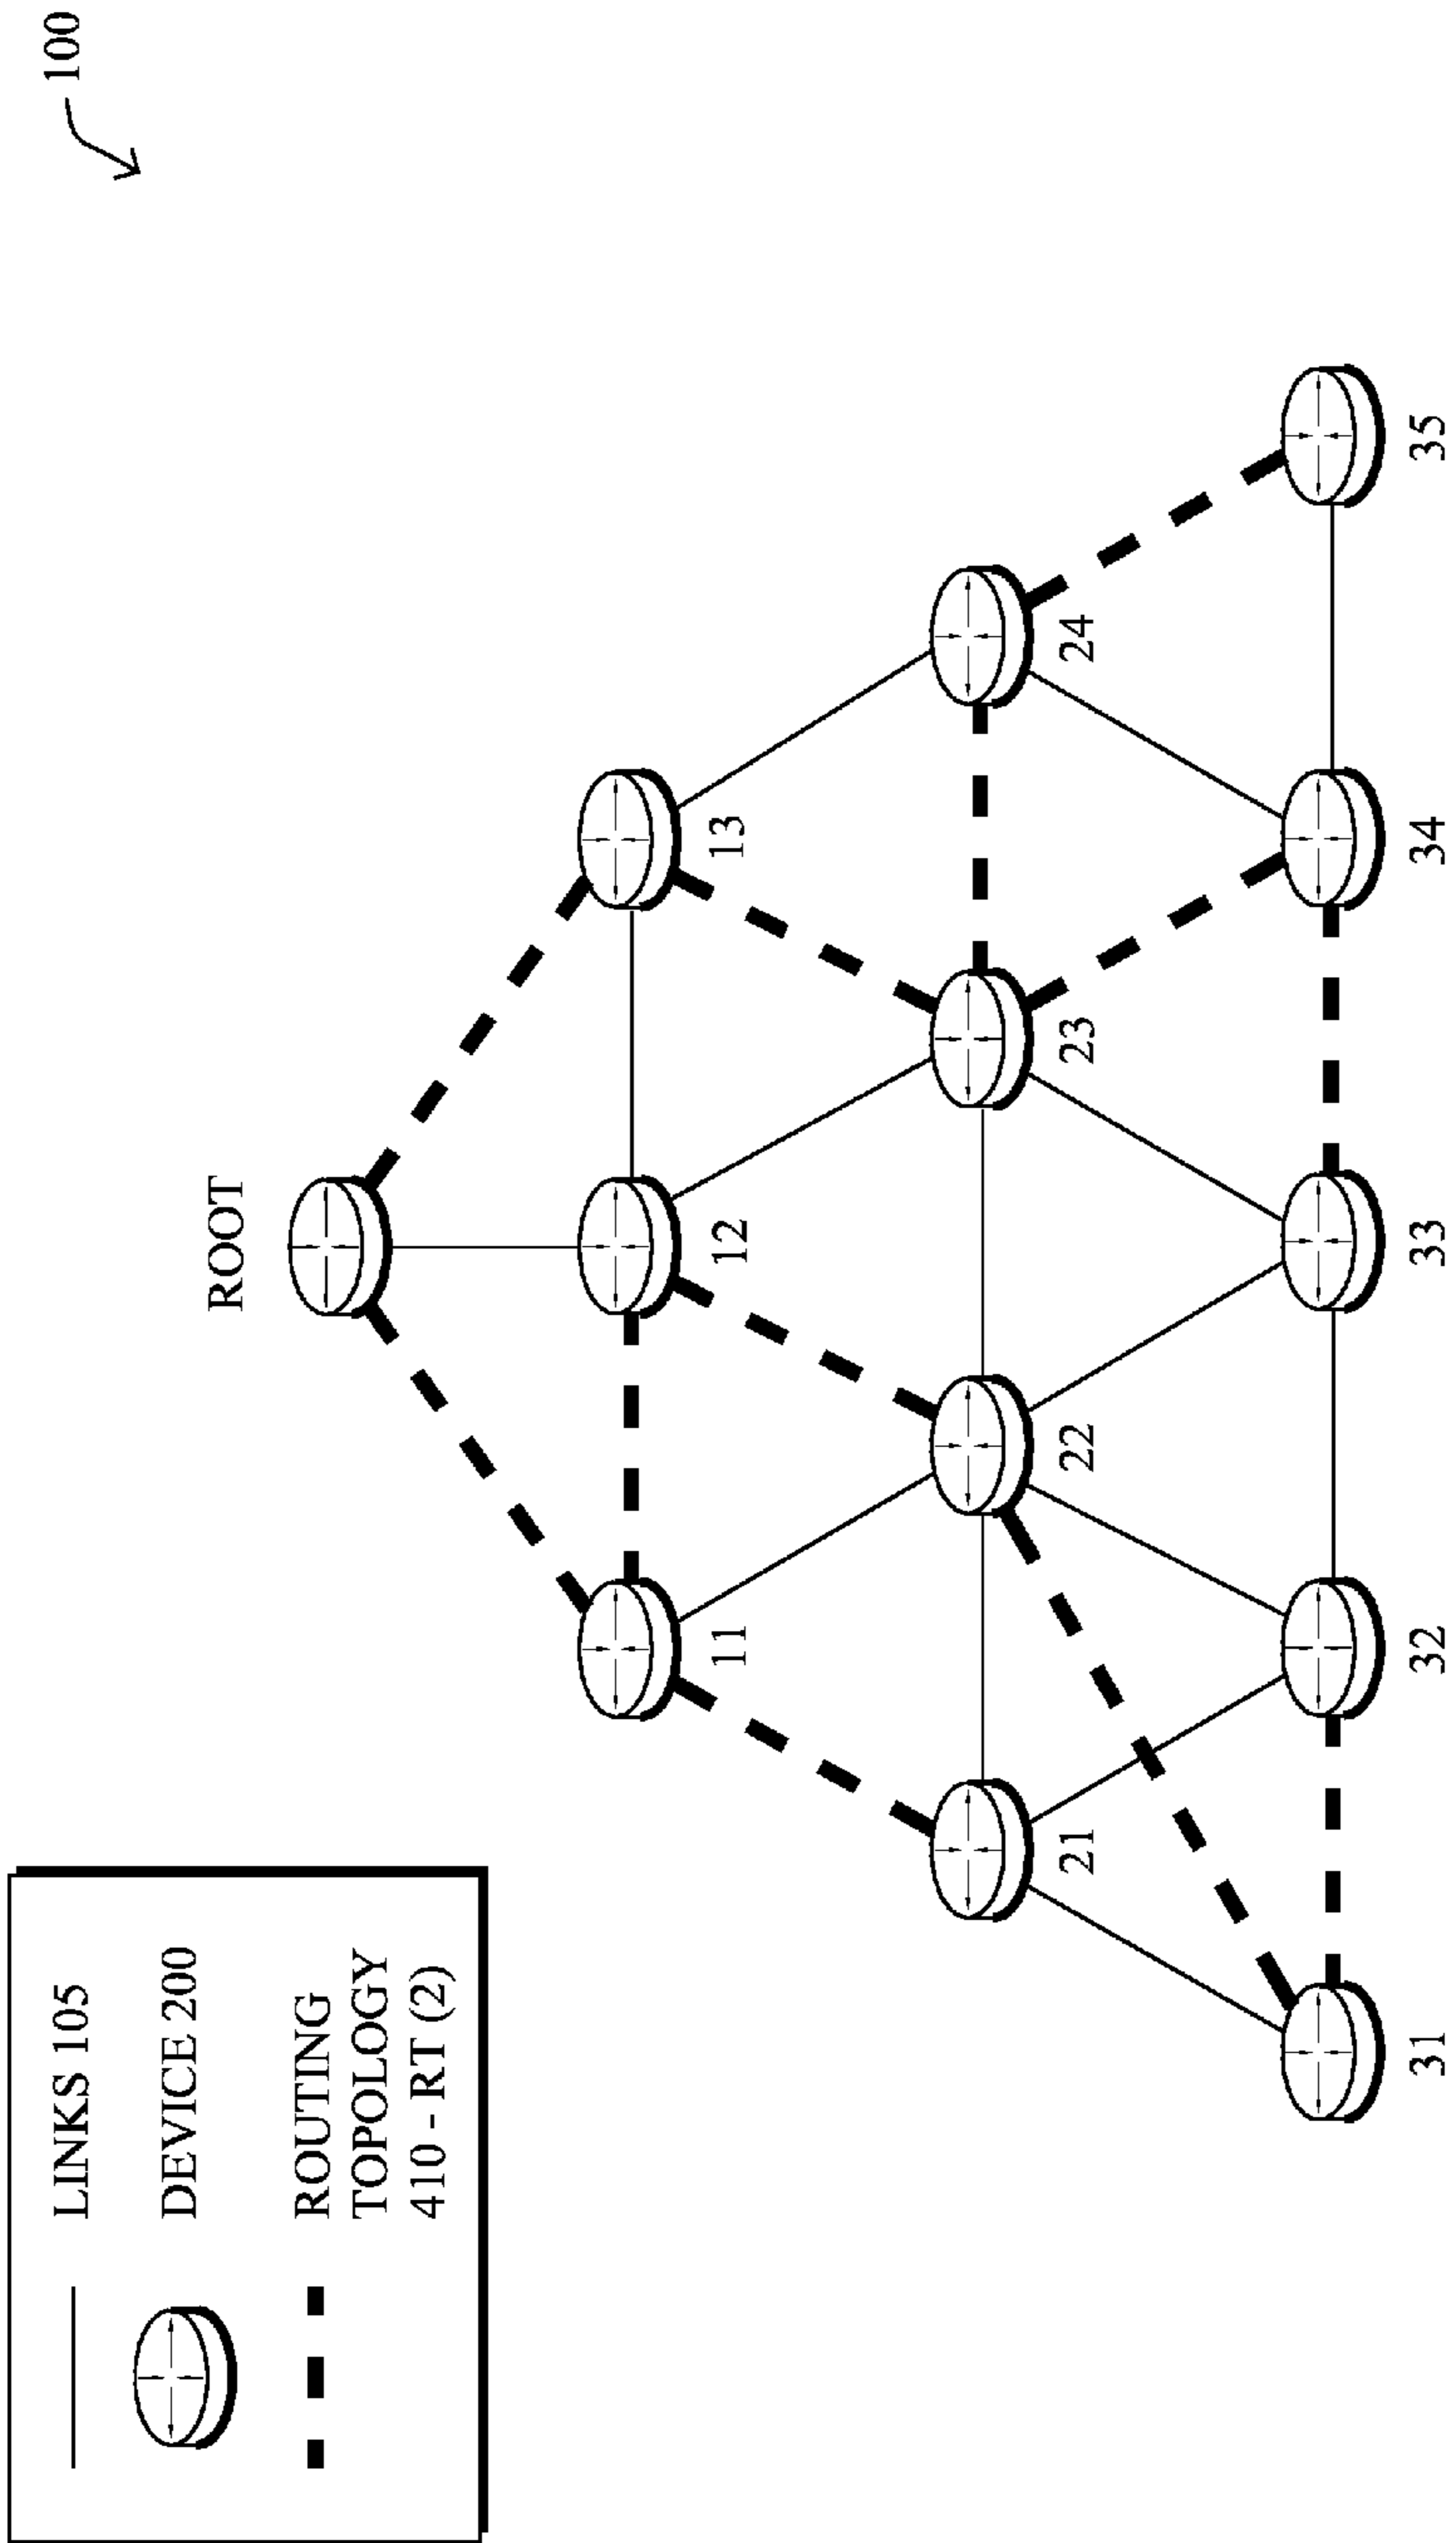 LINKS 105
DEVICE 200
ROUTING
TOPOLOGY
410 - RT (2)
100
ROOT
11
12
13
21
22
23
24
31
32
33
34
35